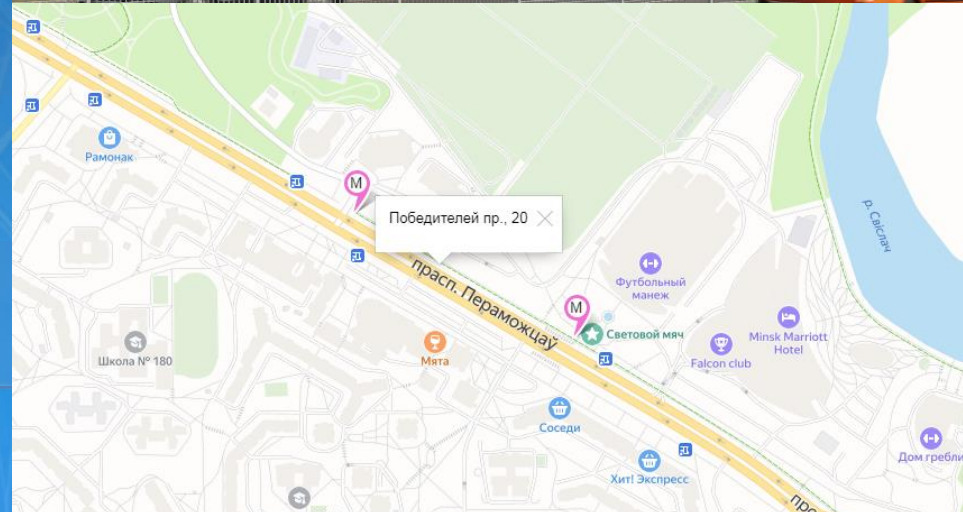 Рамонак
М
Победителей пр., 20
р. Свіслач
прасп. Пераможцаў
Футбольный
манеж
М
Световой мяч
Minsk Marriott
Hotel
Falcon club
Школа № 180
Мята
Соседи
Дом гребли
Хит! Экспресс